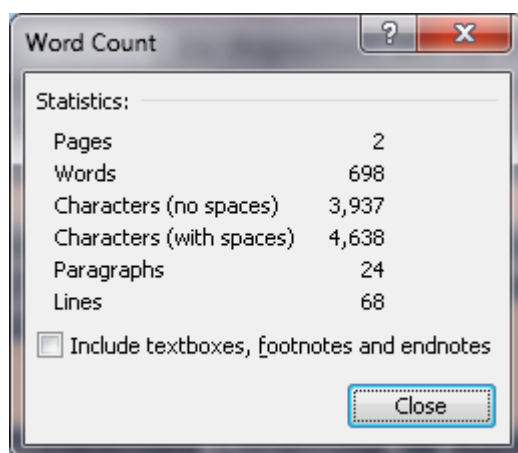 Word Count
Statistics:
Pages 2
Words 698
Characters (no spaces) 3,937
Characters (with spaces) 4,638
Paragraphs 24
Lines 68
Include textboxes, footnotes and endnotes
Close